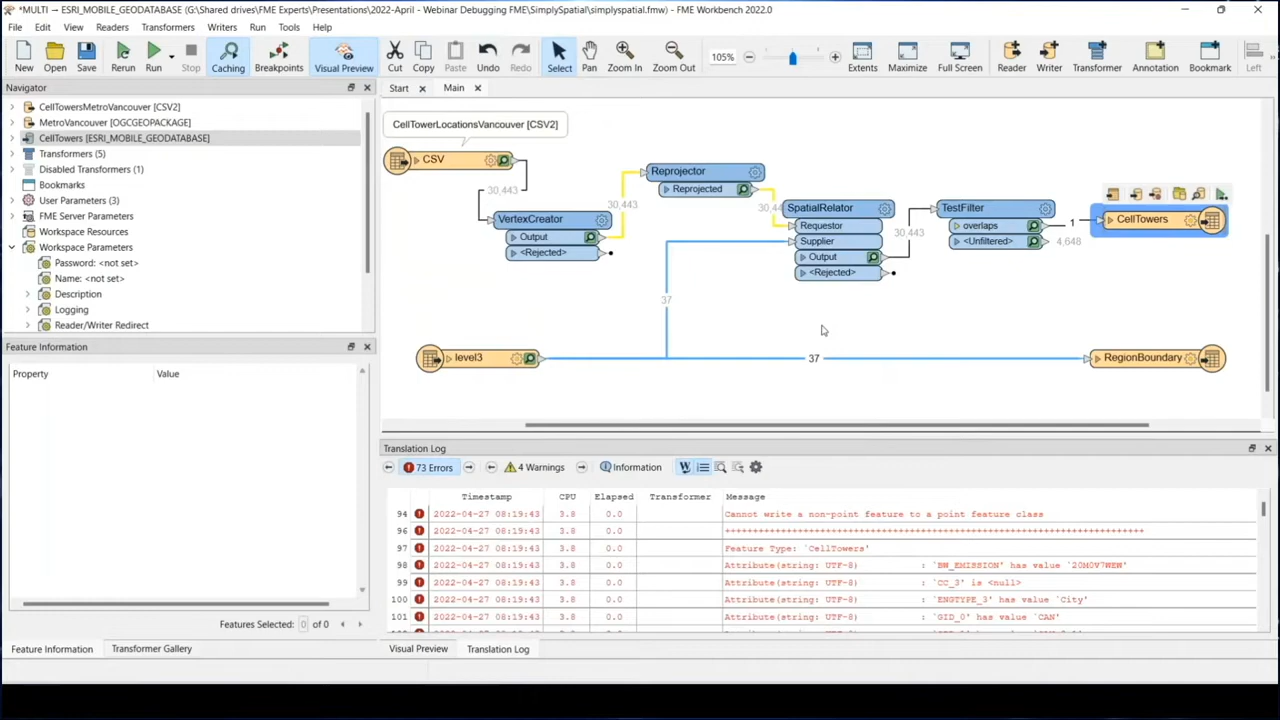 *MULTI → ESRI_MOBILE_GEODATABASE (G:\Shared drives\FME Experts\Presentations\2022-April - Webinar Debugging FME\SimplySpatial\simplyspatial.fmw) - FME Workbench 2022.0
File Edit View Readers Transformers Writers Run Tools Help
New Open Save Rerun Run Stop Caching Breakpoints Visual Preview Cut Copy Paste Undo Redo Select Pan Zoom In Zoom Out 105% Extents Maximize Full Screen Reader Writer Transformer Annotation Bookmark Left
Navigator
CellTowersMetroVancouver [CSV2]
MetroVancouver [OGCGEOPACKAGE]
CellTowers [ESRI_MOBILE_GEODATABASE]
Transformers (5)
Disabled Transformers (1)
Bookmarks
User Parameters (3)
FME Server Parameters
Workspace Resources
Workspace Parameters
Password: <not set>
Name: <not set>
Description
Logging
Reader/Writer Redirect
Feature Information
Property Value
Features Selected: 0 of 0
Feature Information Transformer Gallery
Start Main
CellTowerLocationsVancouver [CSV2]
CSV
30,443
VertexCreator
Output
<Rejected>
30,443
Reprojector
Reprojected
30,44
SpatialRelator
Requestor
Supplier
Output
<Rejected>
30,443
TestFilter
overlaps
<Unfiltered>
1
4,648
CellTowers
37
level3
37
RegionBoundary
Translation Log
73 Errors 4 Warnings Information
Timestamp CPU Elapsed Transformer Message
94 2022-04-27 08:19:43 3.8 0.0 Cannot write a non-point feature to a point feature class
96 2022-04-27 08:19:43 3.8 0.0 +++++++++++++++++++++++++++++++++++++++++++++++++++++++++++++++++++++++++++++
97 2022-04-27 08:19:43 3.8 0.0 Feature Type: `CellTowers'
98 2022-04-27 08:19:43 3.8 0.0 Attribute(string: UTF-8) : `BW_EMISSION' has value `20M0V7WEW'
99 2022-04-27 08:19:43 3.8 0.0 Attribute(string: UTF-8) : `CC_3' is <null>
100 2022-04-27 08:19:43 3.8 0.0 Attribute(string: UTF-8) : `ENGTYPE_3' has value `City'
101 2022-04-27 08:19:43 3.8 0.0 Attribute(string: UTF-8) : `GID_0' has value `CAN'
Visual Preview Translation Log